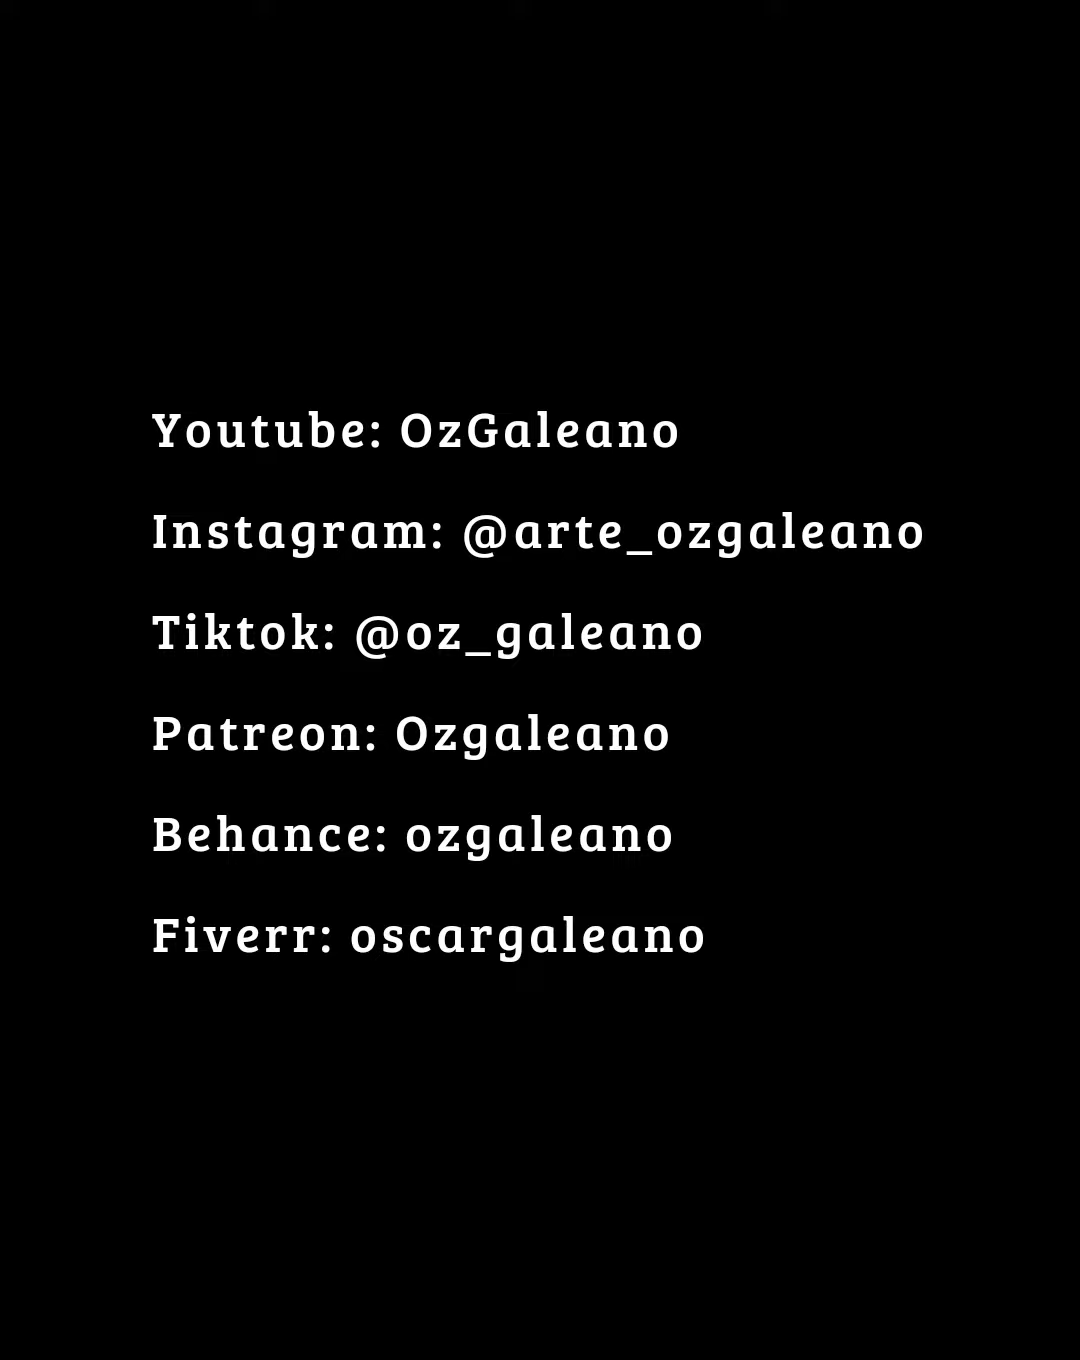 Youtube: OzGaleano
Instagram: @arte_ozgaleano
Tiktok: @oz_galeano
Patreon: Ozgaleano
Behance: ozgaleano
Fiverr: oscargaleano